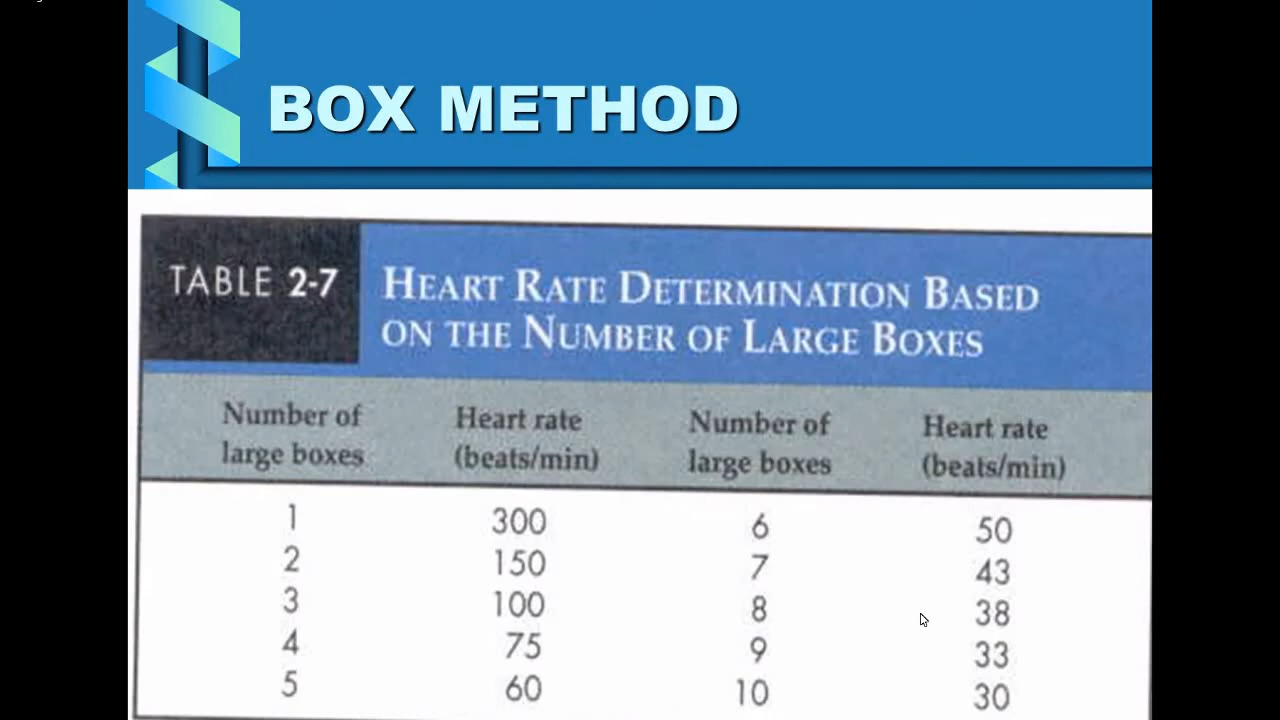 BOX METHOD
TABLE 2-7
HEART RATE DETERMINATION BASED
ON THE NUMBER OF LARGE BOXES
Number of large boxes Heart rate (beats/min) Number of large boxes Heart rate (beats/min)
1 300 6 50
2 150 7 43
3 100 8 38
4 75 9 33
5 60 10 30